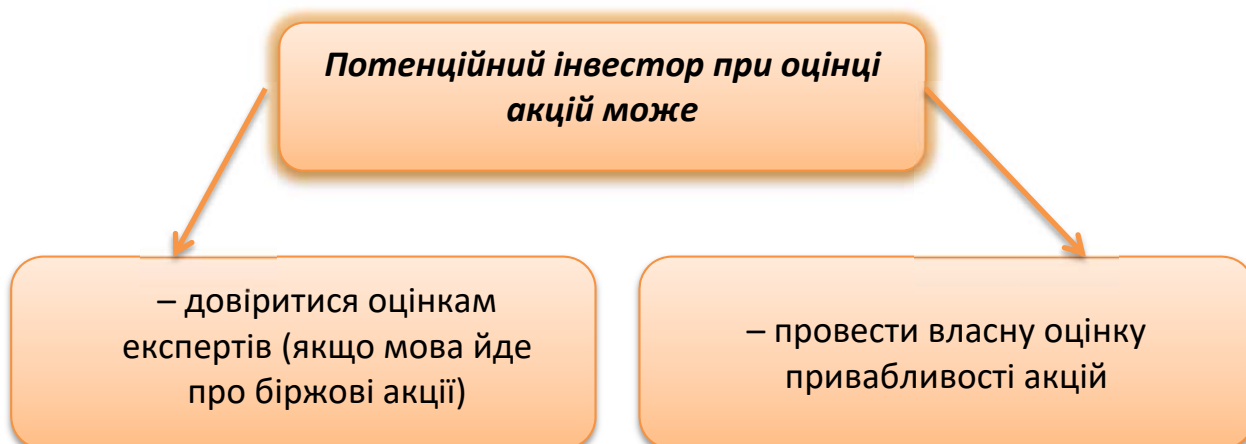 Потенційний інвестор при оцінці
акцій може
– довіритися оцінкам
експертів (якщо мова йде
про біржові акції)
– провести власну оцінку
привабливості акцій